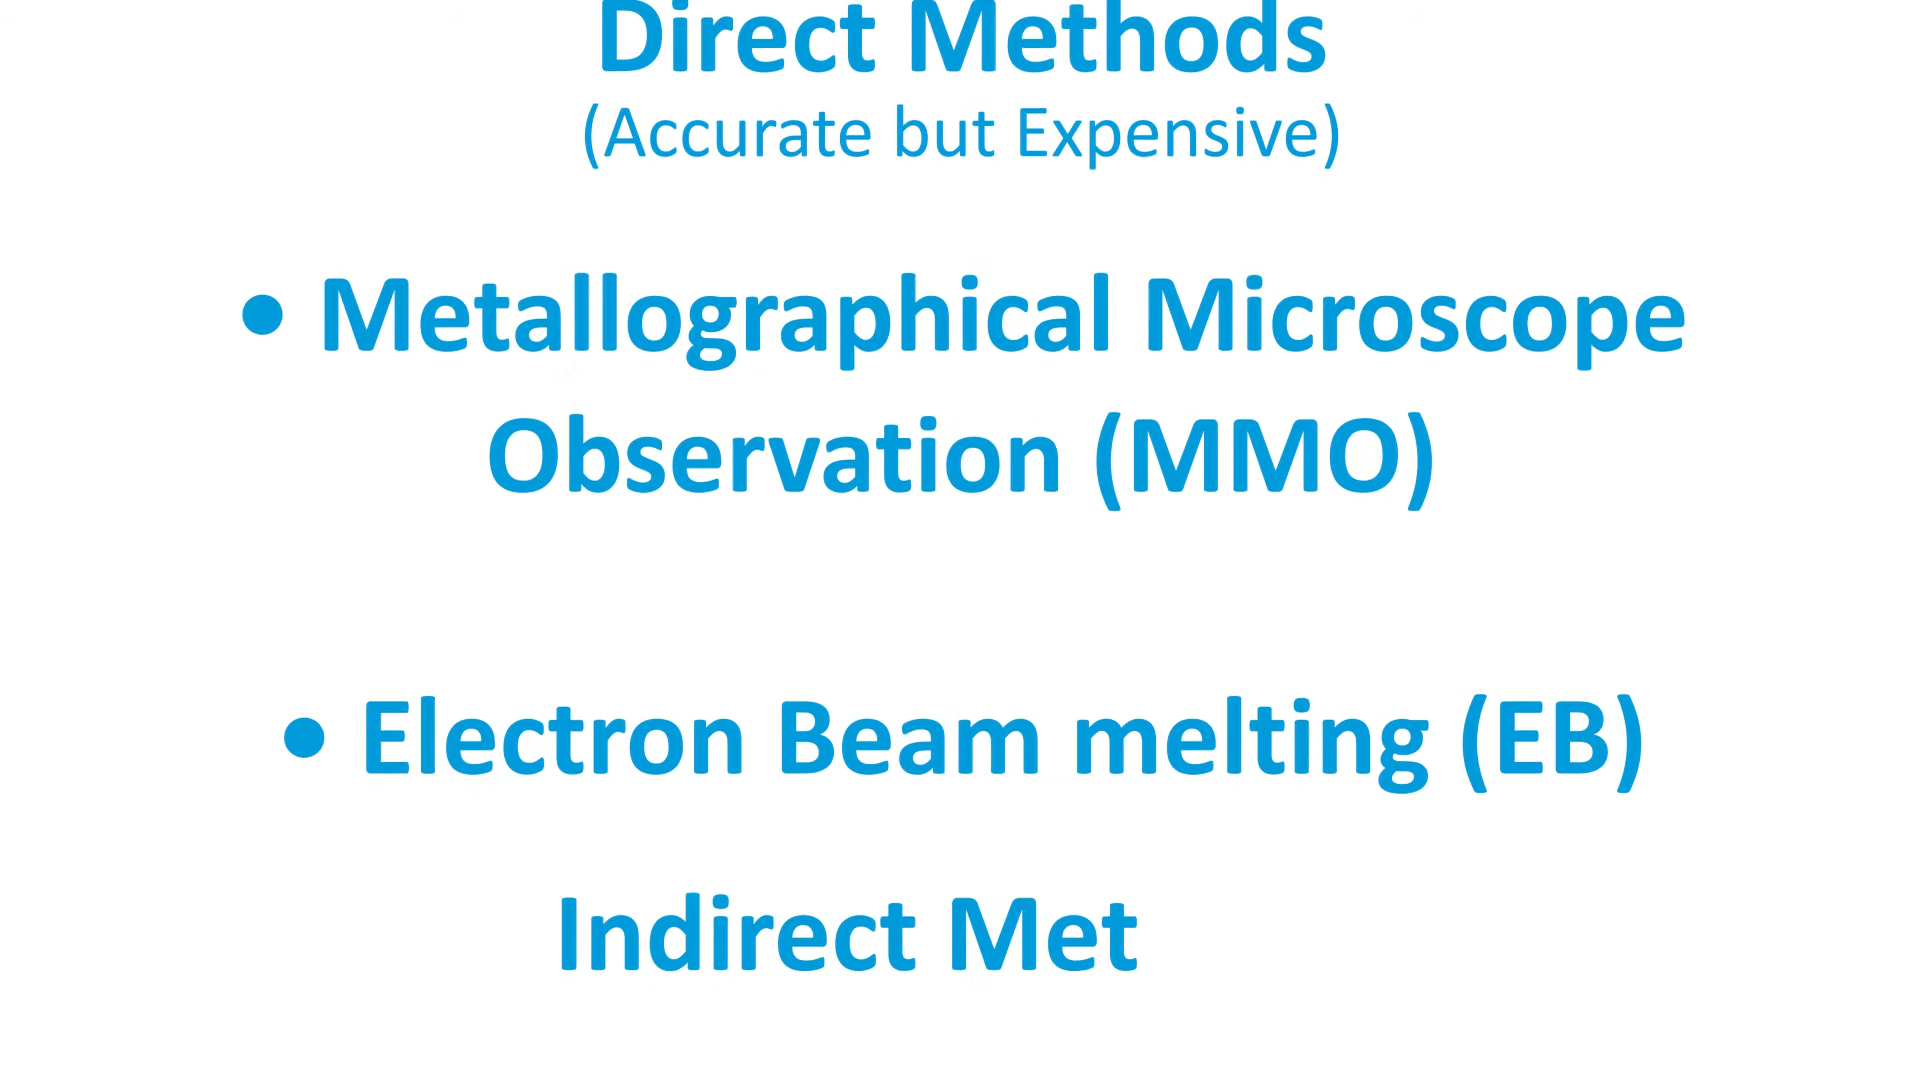 Direct Methods
(Accurate but Expensive)
• Metallographical Microscope
Observation (MMO)
• Electron Beam melting (EB)
Indirect Met